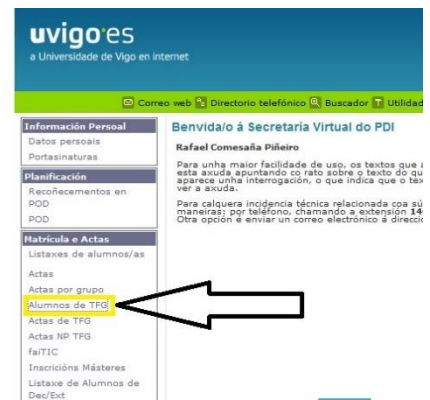 uvigo·es
a Universidade de Vigo en internet
Correo web Directorio telefónico Buscador Utilidad
Información Persoal
Datos persoais
Portasinaturas
Planificación
Recoñecementos en
POD
POD
Matrícula e Actas
Listaxes de alumnos/as
Actas
Actas por grupo
Alumnos de TFG
Actas de TFG
Actas NP TFG
faiTIC
Inscricións Másteres
Listaxe de Alumnos de
Dec/Ext
Benvida/o á Secretaría Virtual do PDI
Rafael Comesaña Piñeiro
Para unha maior facilidade de uso, os textos que a
esta axuda apuntando co rato sobre o texto do qu
aparece unha interrogación, o que indica que o tex
ver a axuda.
Para calquera incidencia técnica relacionada coa sú
maneiras: por teléfono, chamando a extensión 14
Otra opción é enviar un correo electrónico á direcci